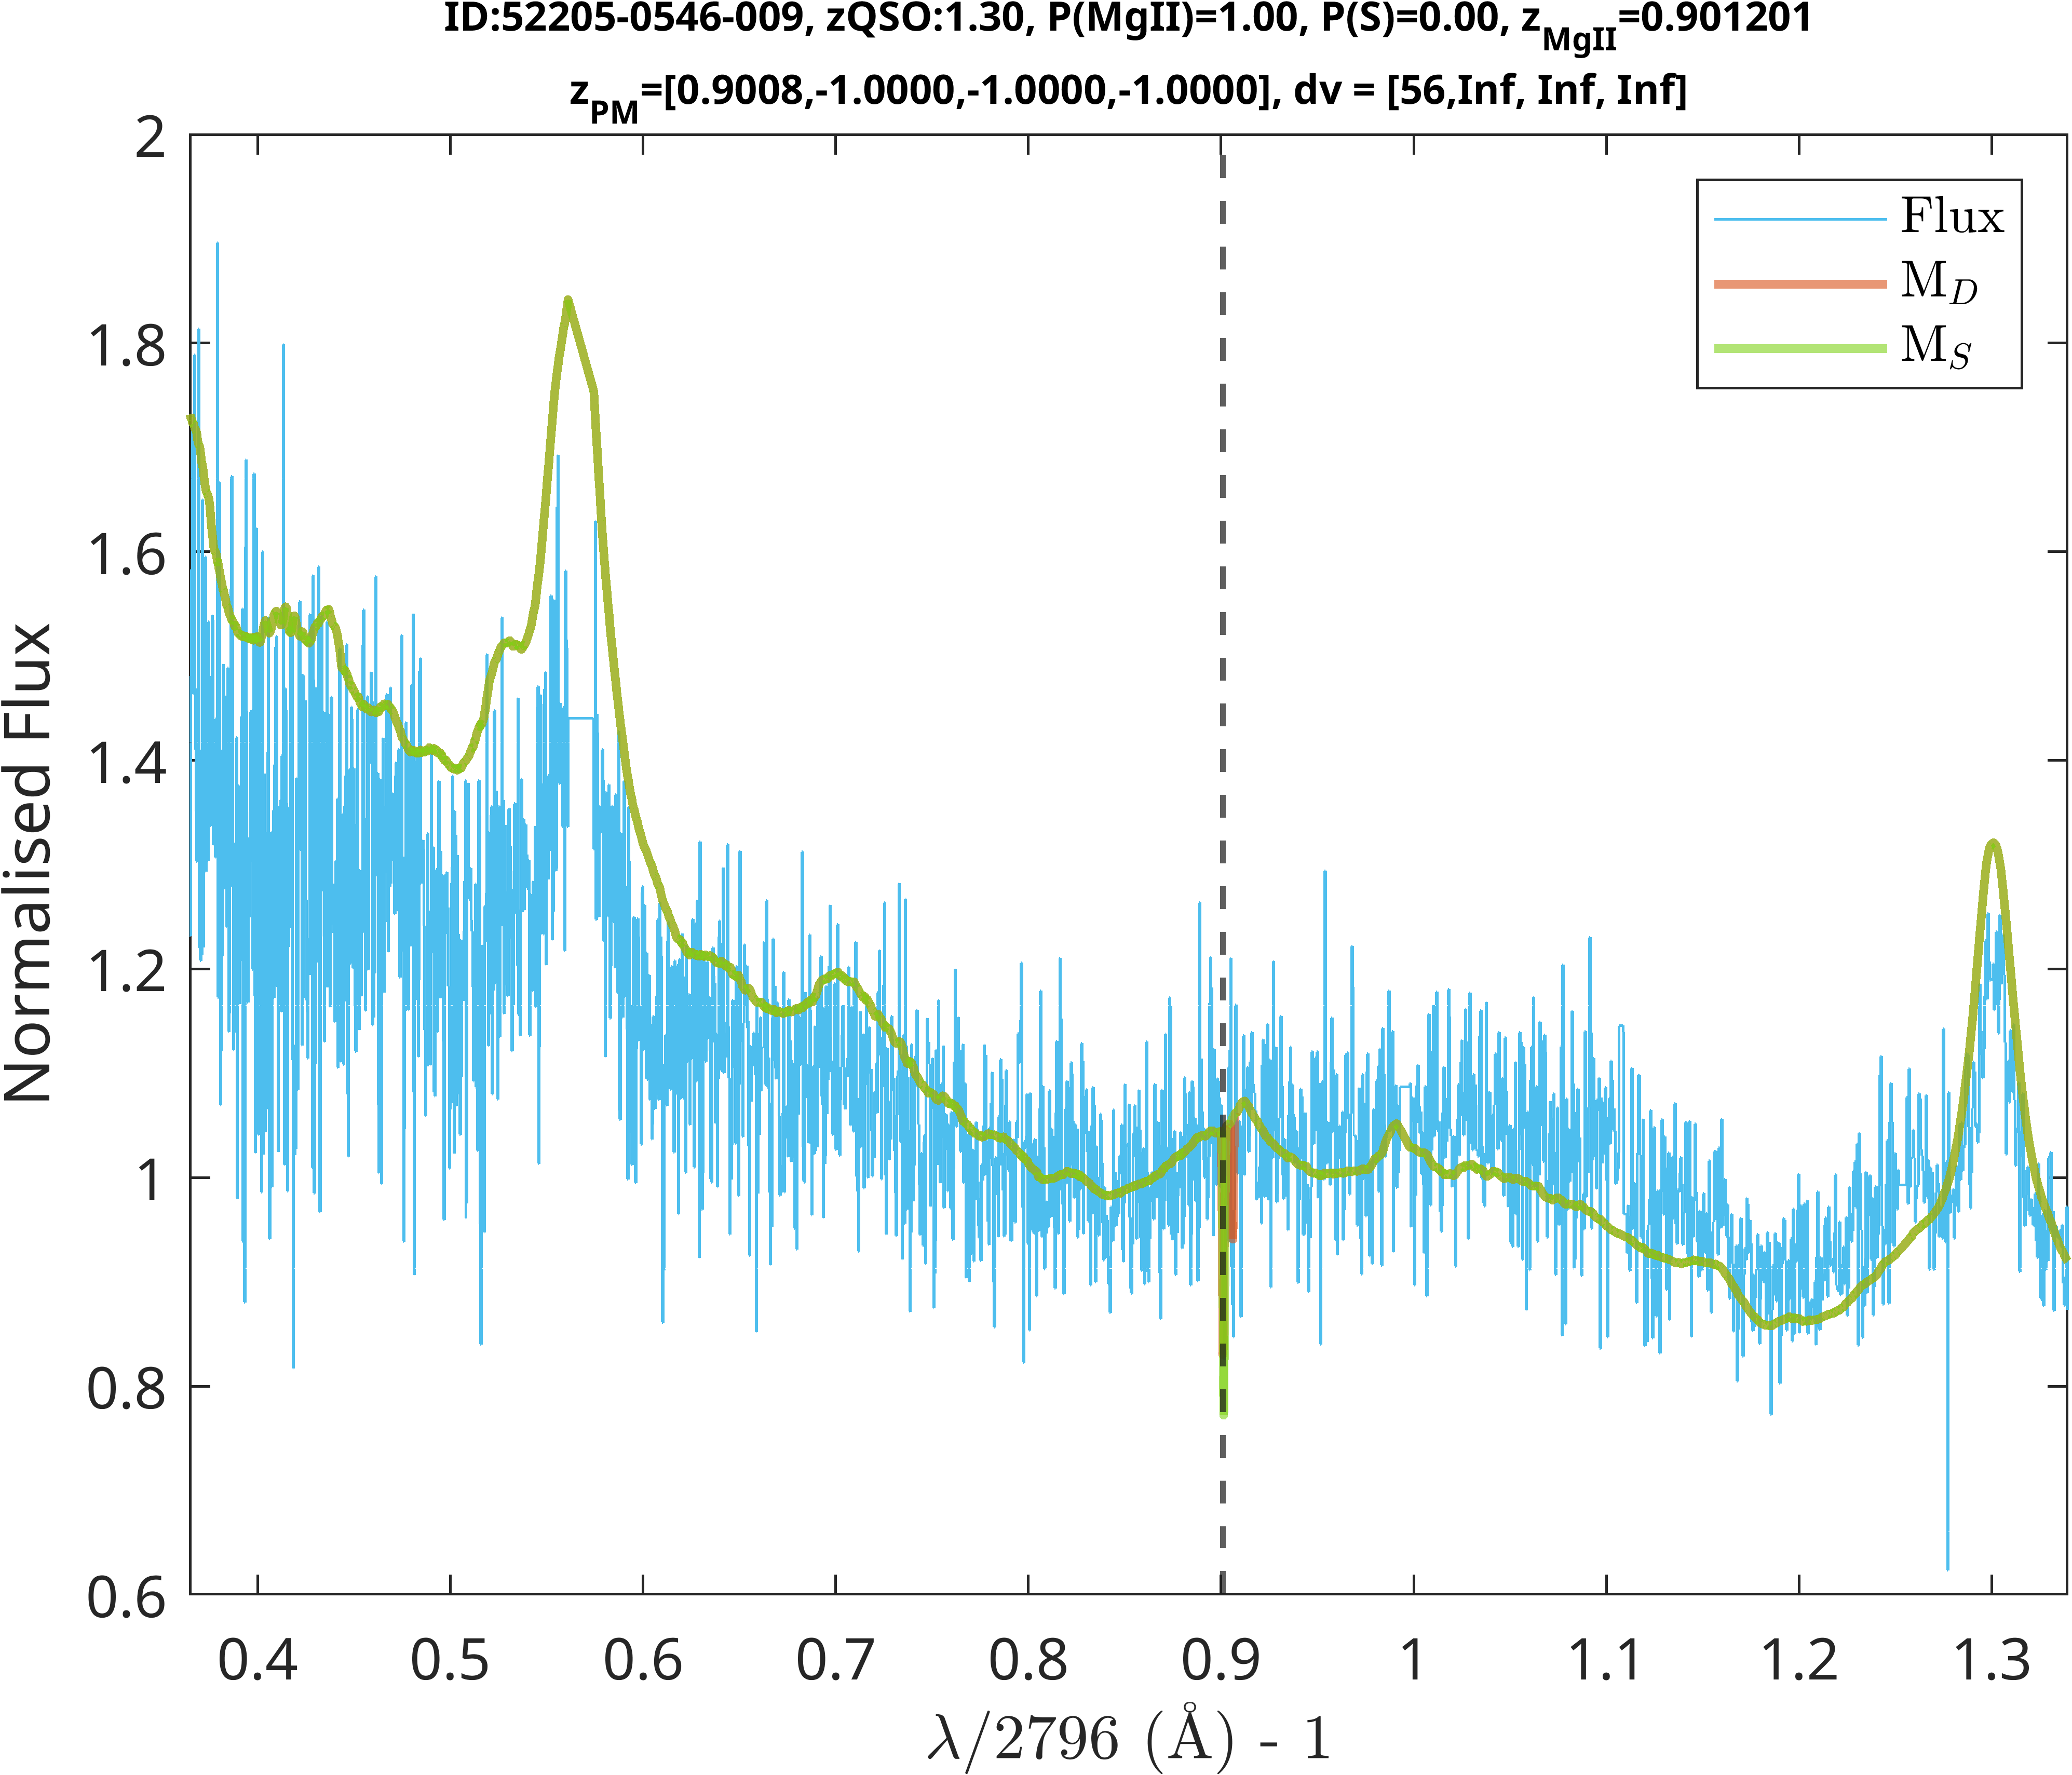 ID:52205-0546-009, zQSO:1.30, P(MgII)=1.00, P(S)=0.00, zMgII=0.901201
zPM=[0.9008,-1.0000,-1.0000,-1.0000], dv = [56,Inf, Inf, Inf]
2
1.8
1.6
1.4
1.2
1
0.8
0.6
Normalised Flux
Flux
MD
MS
0.4 0.5 0.6 0.7 0.8 0.9 1 1.1 1.2 1.3
λ/2796 (Å) - 1